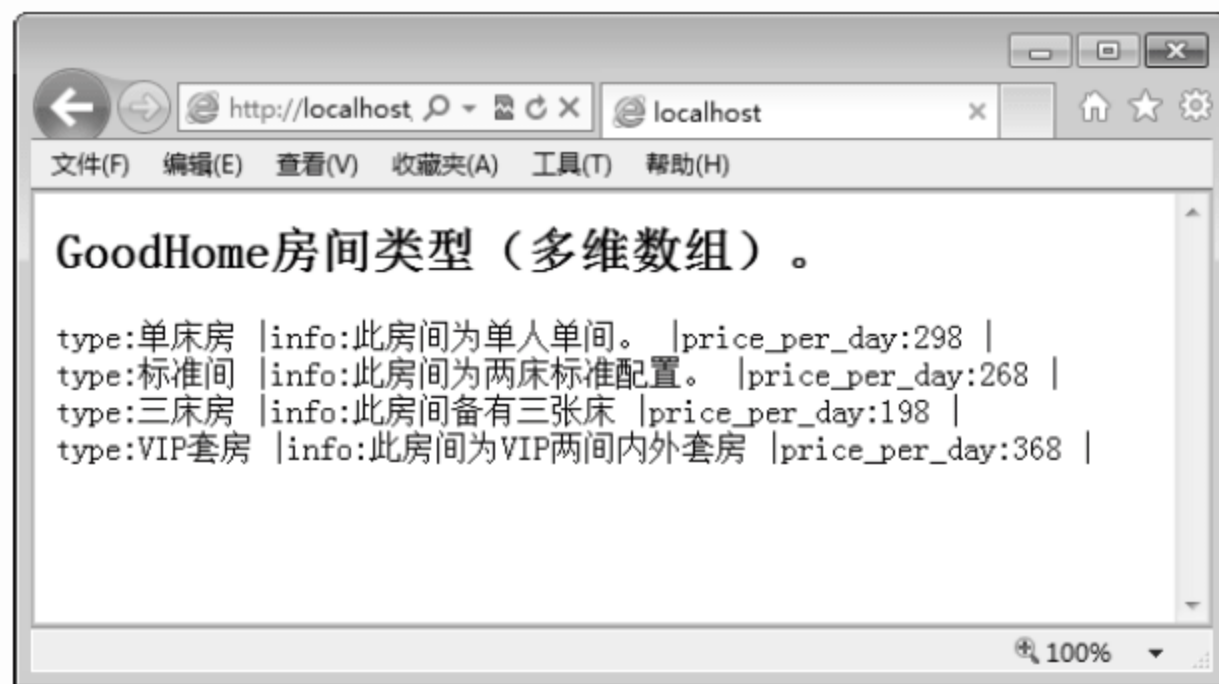 http://localhost
localhost
文件(F) 编辑(E) 查看(V) 收藏夹(A) 工具(T) 帮助(H)
GoodHome房间类型（多维数组）。
type:单床房 |info:此房间为单人单间。 |price_per_day:298 |
type:标准间 |info:此房间为两床标准配置。 |price_per_day:268 |
type:三床房 |info:此房间备有三张床 |price_per_day:198 |
type:VIP套房 |info:此房间为VIP两间内外套房 |price_per_day:368 |
100%